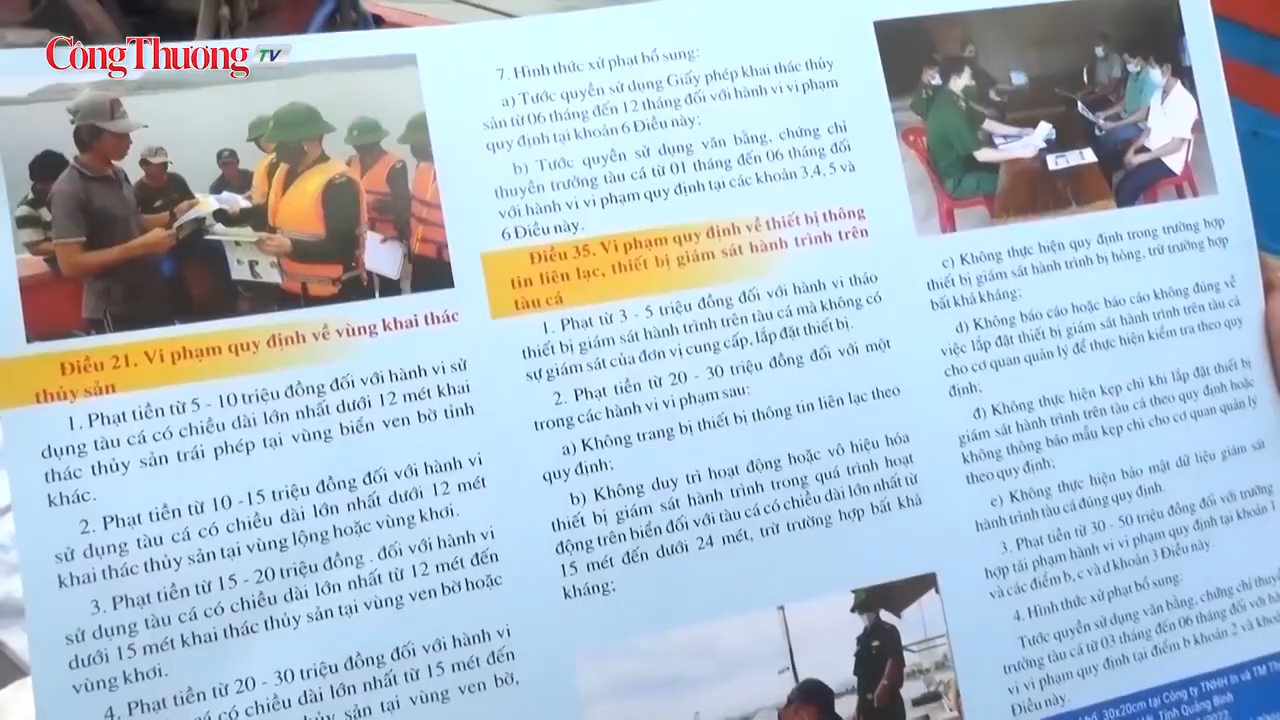 Công Thương TV
Điều 21. Vi phạm quy định về vùng khai thác
thủy sản
1. Phạt tiền từ 5 - 10 triệu đồng đối với hành vi sử
dụng tàu cá có chiều dài lớn nhất dưới 12 mét khai
thác thủy sản trái phép tại vùng biển ven bờ tỉnh
khác.
2. Phạt tiền từ 10 -15 triệu đồng đối với hành vi
sử dụng tàu cá có chiều dài lớn nhất dưới 12 mét
khai thác thủy sản tại vùng lộng hoặc vùng khơi.
3. Phạt tiền từ 15 - 20 triệu đồng . đối với hành vi
sử dụng tàu cá có chiều dài lớn nhất từ 12 mét đến
dưới 15 mét khai thác thủy sản tại vùng ven bờ hoặc
vùng khơi.
4. Phạt tiền từ 20 - 30 triệu đồng đối với hành vi
cá có chiều dài lớn nhất từ 15 mét đến
thủy sản tại vùng ven bờ,
7. Hình thức xử phạt bổ sung:
a) Tước quyền sử dụng Giấy phép khai thác thủy
sản từ 06 tháng đến 12 tháng đối với hành vi vi phạm
quy định tại khoản 6 Điều này;
b) Tước quyền sử dụng văn bằng, chứng chỉ
thuyền trưởng tàu cá từ 01 tháng đến 06 tháng đối
với hành vi vi phạm quy định tại các khoản 3,4, 5 và
6 Điều này.
Điều 35. Vi phạm quy định về thiết bị thông
tin liên lạc, thiết bị giám sát hành trình trên
tàu cá
1. Phạt từ 3 - 5 triệu đồng đối với hành vi tháo
thiết bị giám sát hành trình trên tàu cá mà không có
sự giám sát của đơn vị cung cấp, lắp đặt thiết bị.
2. Phạt tiền từ 20 - 30 triệu đồng đối với một
trong các hành vi vi phạm sau:
a) Không trang bị thiết bị thông tin liên lạc theo
quy định;
b) Không duy trì hoạt động hoặc vô hiệu hóa
thiết bị giám sát hành trình trong quá trình hoạt
động trên biển đối với tàu cá có chiều dài lớn nhất từ
15 mét đến dưới 24 mét, trừ trường hợp bất khả
kháng;
c) Không thực hiện quy định trong trường hợp
thiết bị giám sát hành trình bị hỏng, trừ trường hợp
bất khả kháng;
d) Không báo cáo hoặc báo cáo không đúng về
việc lắp đặt thiết bị giám sát hành trình trên tàu cá
cho cơ quan quản lý để thực hiện kiểm tra theo quy
định;
đ) Không thực hiện kẹp chì khi lắp đặt thiết bị
giám sát hành trình trên tàu cá theo quy định hoặc
không thông báo mẫu kẹp chì cho cơ quan quản lý
theo quy định;
e) Không thực hiện bảo mật dữ liệu giám sát
hành trình tàu cá đúng quy định.
3. Phạt tiền từ 30 - 50 triệu đồng đối với trường
hợp tái phạm hành vi vi phạm quy định tại khoản 1
và các điểm b, c và d khoản 3 Điều này.
4. Hình thức xử phạt bổ sung:
Tước quyền sử dụng văn bằng, chứng chỉ thuyền
trưởng tàu cá từ 03 tháng đến 06 tháng đối với hành
vi vi phạm quy định tại điểm b khoản 2 và khoản
Điều này.
30x20cm tại Công ty TNHH In và TM
Tỉnh Quảng Bình